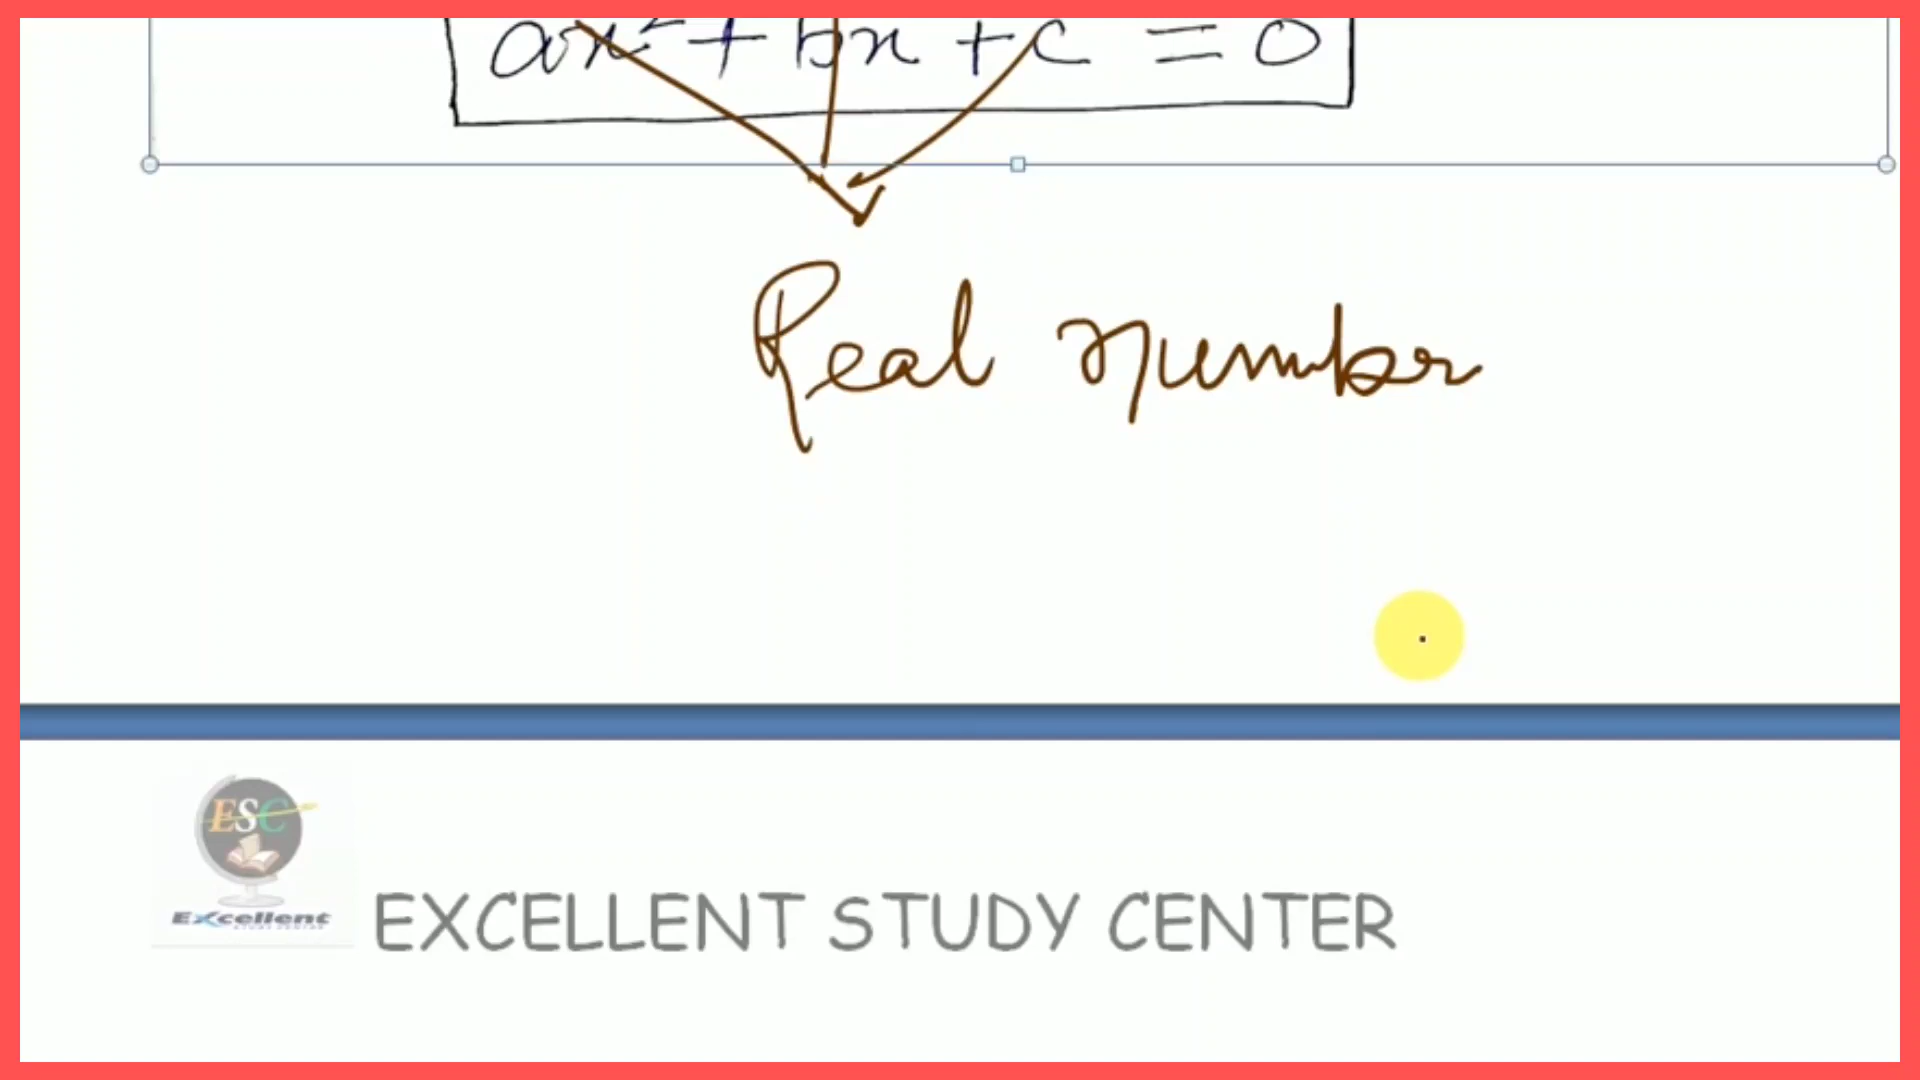 ax² + bx + c = 0
Real number
ESC
Excellent
EXCELLENT STUDY CENTER